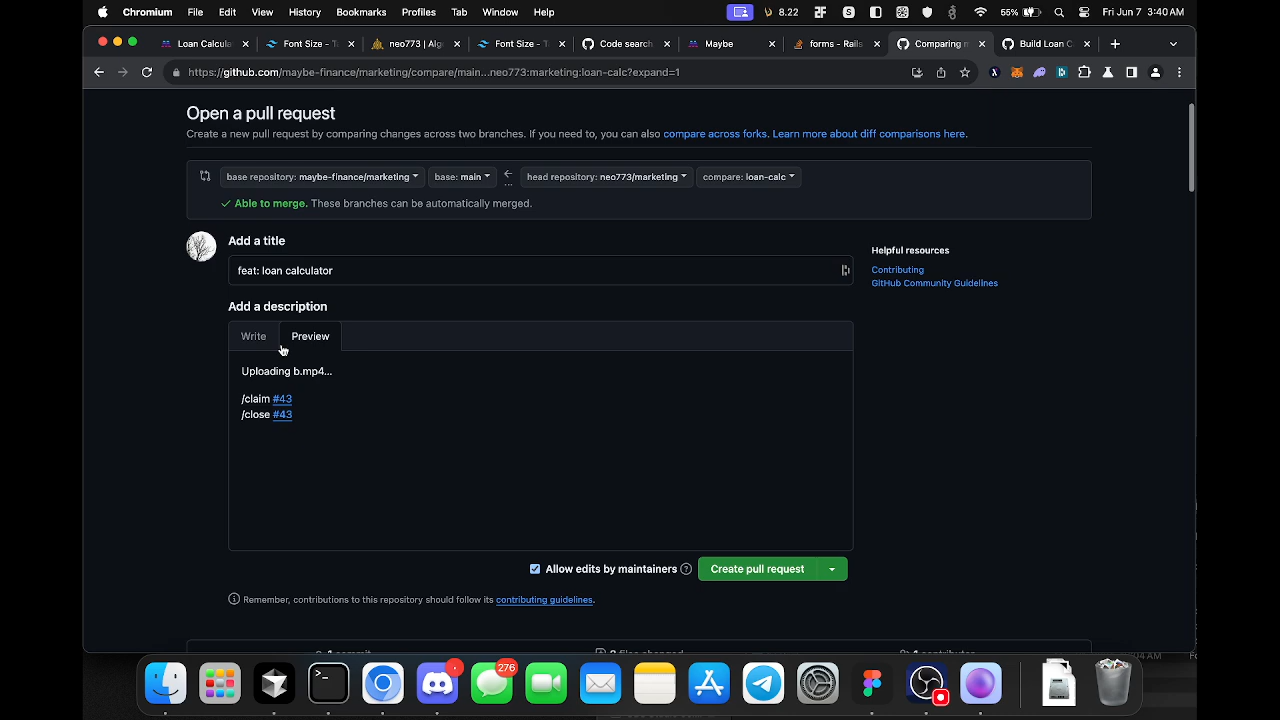 Chromium File Edit View History Bookmarks Profiles Tab Window Help 8.22 55% Fri Jun 7 3:40 AM
Loan Calcula Font Size - T neo773 | Alg Font Size - T Code search Maybe forms - Rails Comparing m Build Loan C
https://github.com/maybe-finance/marketing/compare/main...neo773:marketing:loan-calc?expand=1
Open a pull request
Create a new pull request by comparing changes across two branches. If you need to, you can also compare across forks. Learn more about diff comparisons here.
base repository: maybe-finance/marketing base: main head repository: neo773/marketing compare: loan-calc
Able to merge. These branches can be automatically merged.
Add a title
Helpful resources
feat: loan calculator
Contributing
GitHub Community Guidelines
Add a description
Write Preview
Uploading b.mp4...
/claim #43
/close #43
Allow edits by maintainers Create pull request
Remember, contributions to this repository should follow its contributing guidelines.
276